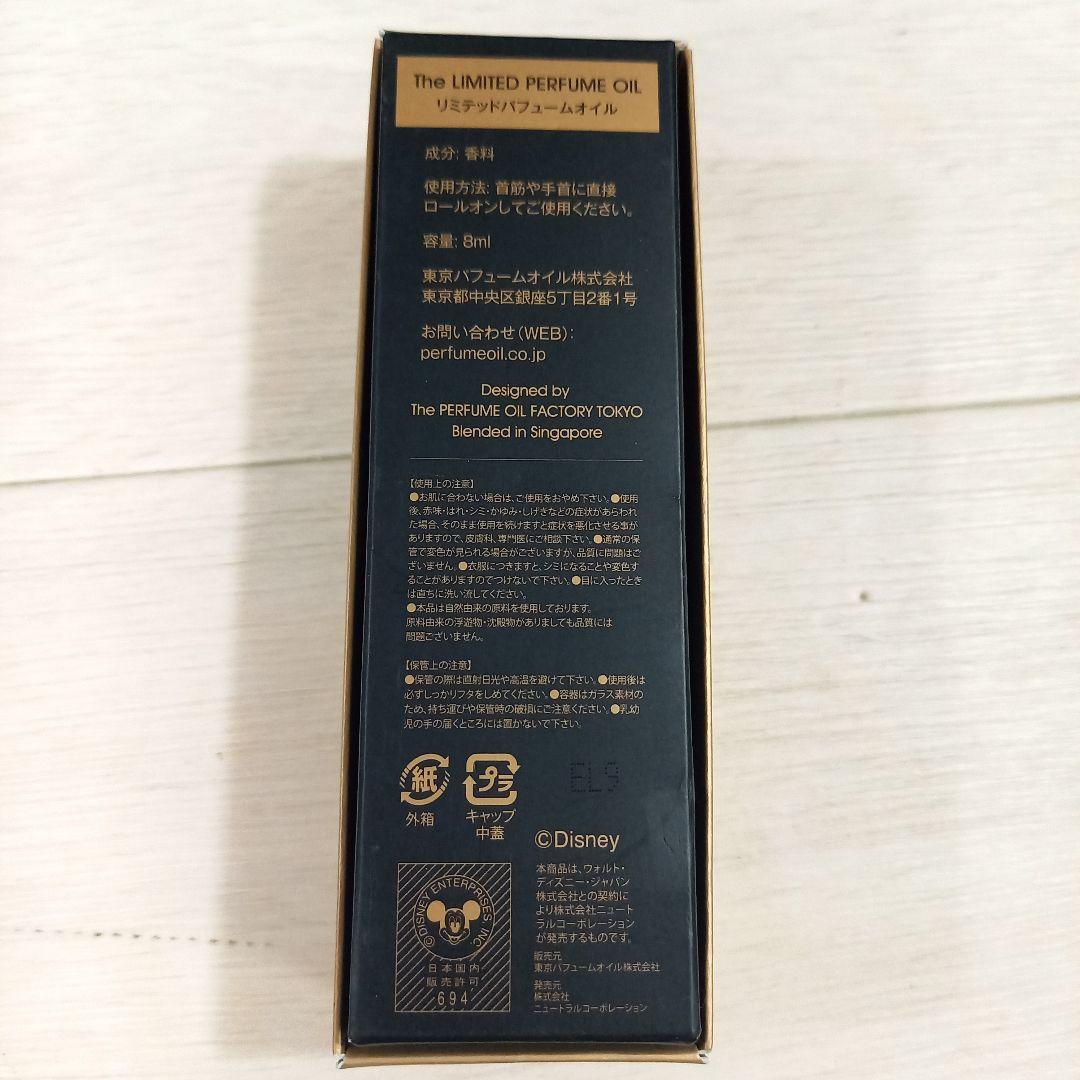 The LIMITED PERFUME OIL
リミテッドパフュームオイル
成分: 香料
使用方法: 首筋や手首に直接
ロールオンしてご使用ください。
容量: 8ml
東京パフュームオイル株式会社
東京都中央区銀座5丁目2番1号
お問い合わせ（WEB）:
perfumeoil.co.jp
Designed by
The PERFUME OIL FACTORY TOKYO
Blended in Singapore
【使用上の注意】
●お肌に合わない場合は、ご使用をおやめ下さい。●使用
後、赤味・はれ・シミ・かゆみ・しげきなどの症状があらわれ
た場合、そのまま使用を続けますと症状を悪化させる事が
ありますので、皮膚科、専門医にご相談下さい。●通常の保
管で変色が見られる場合がございますが、品質に問題はご
ざいません。●衣服につきますと、シミになることや変色す
ることがありますのでつけないで下さい。●目に入ったとき
は直ちに洗い流してください。
●本品は自然由来の原料を使用しております。
原料由来の浮遊物・沈殿物がありましても品質には
問題ございません。
【保管上の注意】
●保管の際は直射日光や高温を避けて下さい。●使用後は
必ずしっかりフタをしめてください。●容器はガラス素材の
ため、持ち運びや保管時の破損にご注意ください。●乳幼
児の手の届くところには置かないで下さい。
紙
外箱
プラ
キャップ
中蓋
©Disney
本商品は、ウォルト・
ディズニー・ジャパン
株式会社との契約に
より株式会社ニュート
ラルコーポレーション
が発売するものです。
販売元
東京パフュームオイル株式会社
発売元
株式会社
ニュートラルコーポレーション
©DISNEY ENTERPRISES, INC.
日本国内
販売許可
694